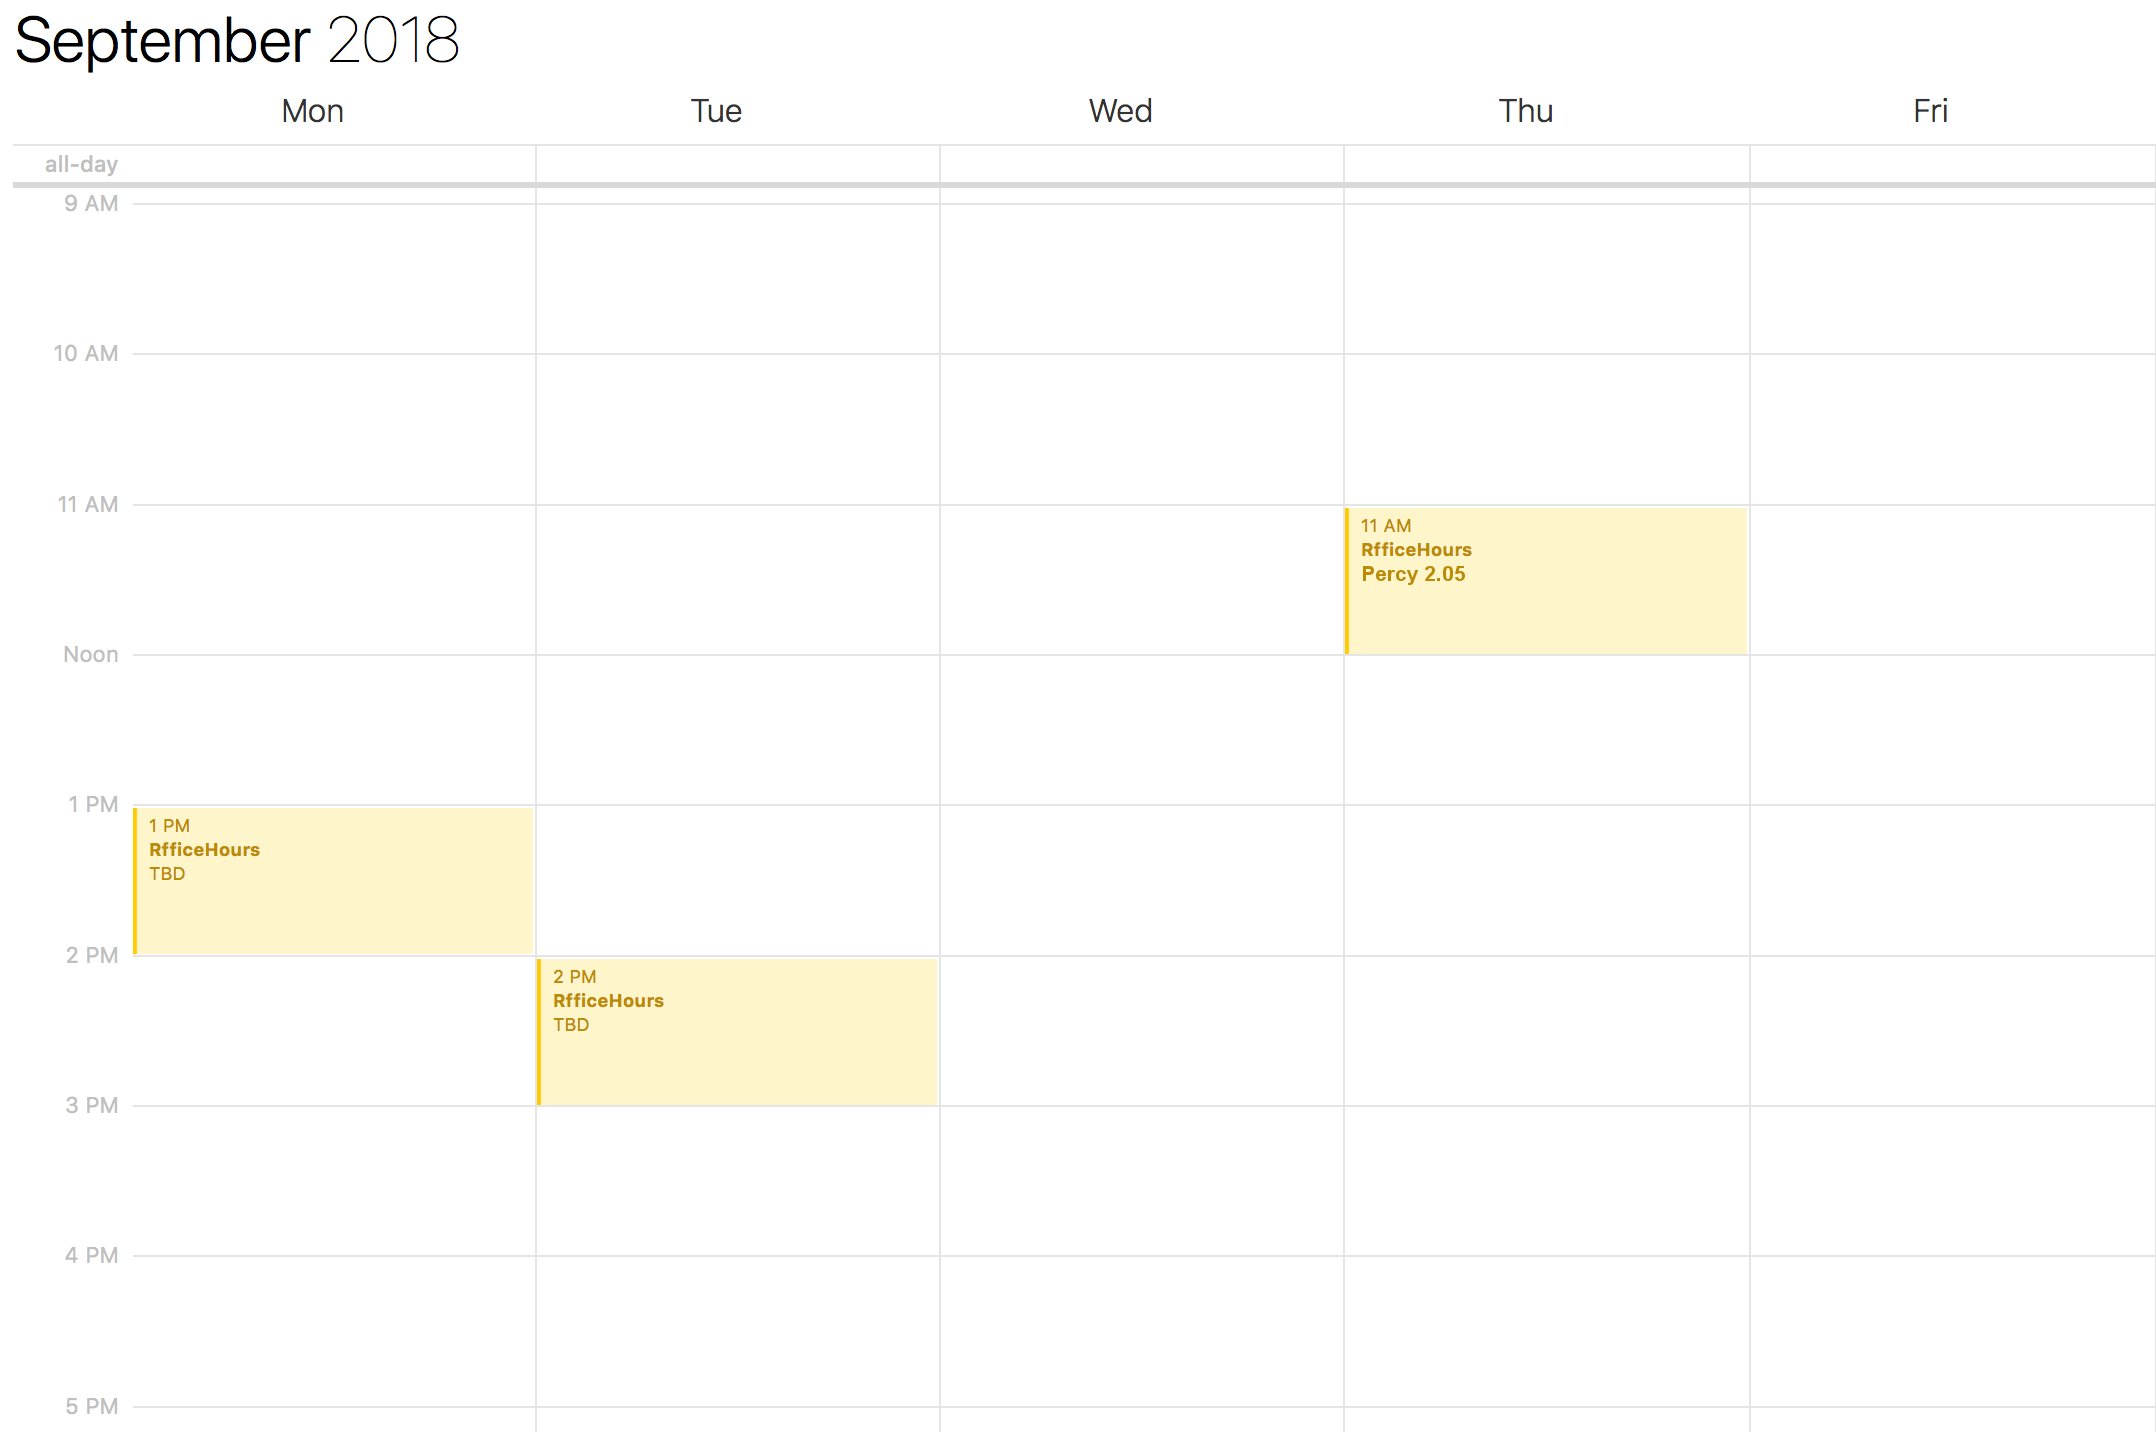 September 2018
Mon Tue Wed Thu Fri
all-day
9 AM
10 AM
11 AM
11 AM
RfficeHours
Percy 2.05
Noon
1 PM
1 PM
RfficeHours
TBD
2 PM
2 PM
RfficeHours
TBD
3 PM
4 PM
5 PM